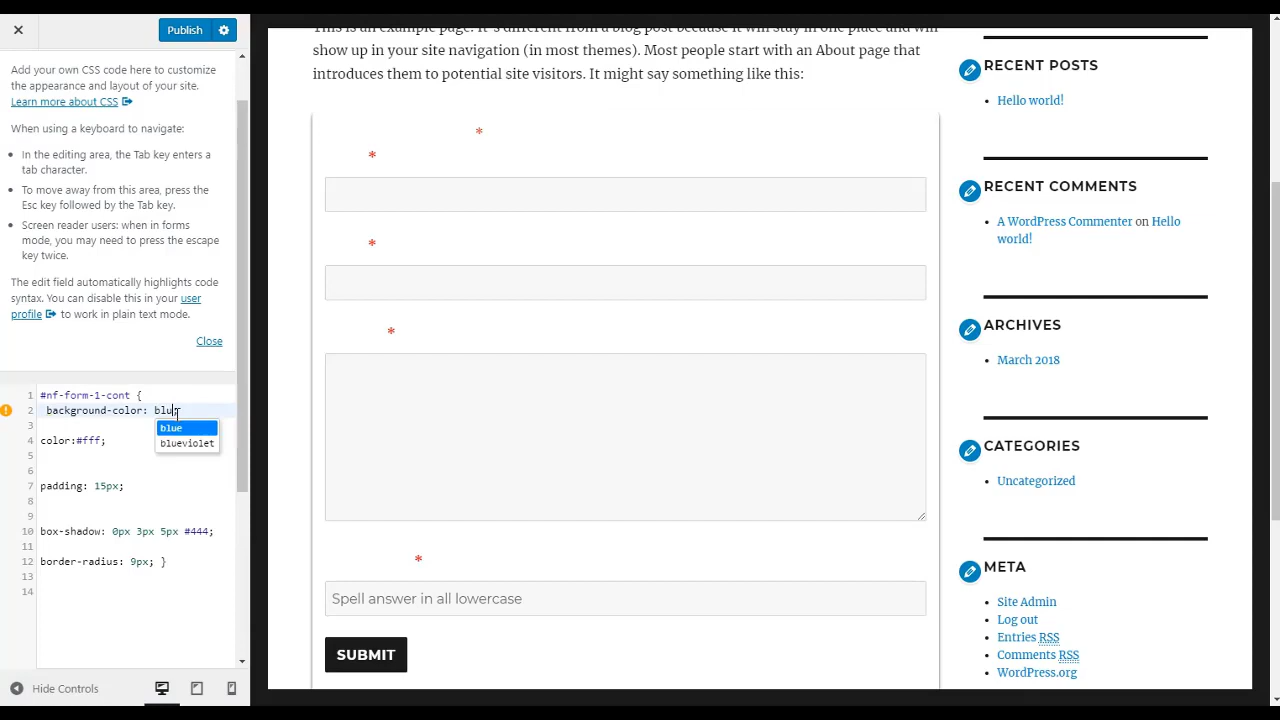 Publish
Add your own CSS code here to customize
the appearance and layout of your site.
Learn more about CSS
When using a keyboard to navigate:
In the editing area, the Tab key enters a
tab character.
To move away from this area, press the
Esc key followed by the Tab key.
Screen reader users: when in forms
mode, you may need to press the escape
key twice.
The edit field automatically highlights code
syntax. You can disable this in your user
profile to work in plain text mode.
Close
1 #nf-form-1-cont {
2 background-color: blu;
blue
blueviolet
3
4 color:#fff;
5
6
7 padding: 15px;
8
9
10 box-shadow: 0px 3px 5px #444;
11
12 border-radius: 9px; }
13
14
Hide Controls
This is an example page. It's different from a blog post because it will stay in one place and will
show up in your site navigation (in most themes). Most people start with an About page that
introduces them to potential site visitors. It might say something like this:
*
*
*
*
*
Spell answer in all lowercase
SUBMIT
RECENT POSTS
Hello world!
RECENT COMMENTS
A WordPress Commenter on Hello
world!
ARCHIVES
March 2018
CATEGORIES
Uncategorized
META
Site Admin
Log out
Entries RSS
Comments RSS
WordPress.org